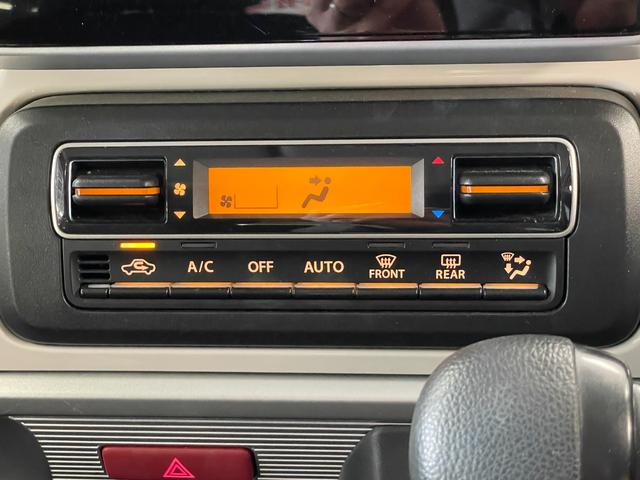 A/C OFF AUTO FRONT REAR